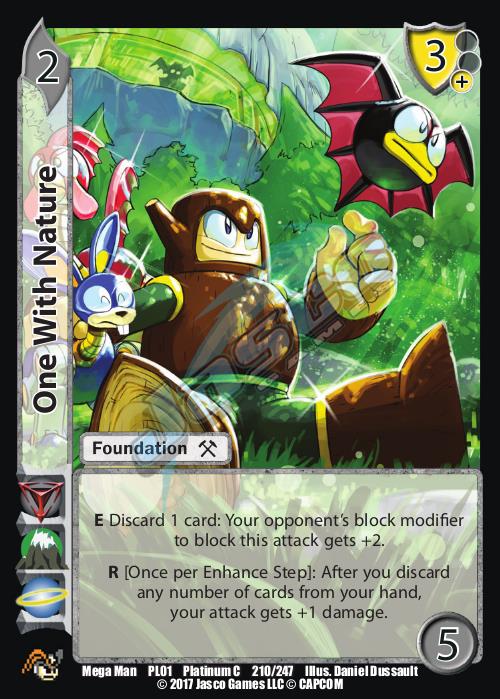 2
3
+
One With Nature
Foundation
E Discard 1 card: Your opponent's block modifier
to block this attack gets +2.
R [Once per Enhance Step]: After you discard
any number of cards from your hand,
your attack gets +1 damage.
5
Mega Man PL01 Platinum C 210/247 Illus. Daniel Dussault
© 2017 Jasco Games LLC © CAPCOM